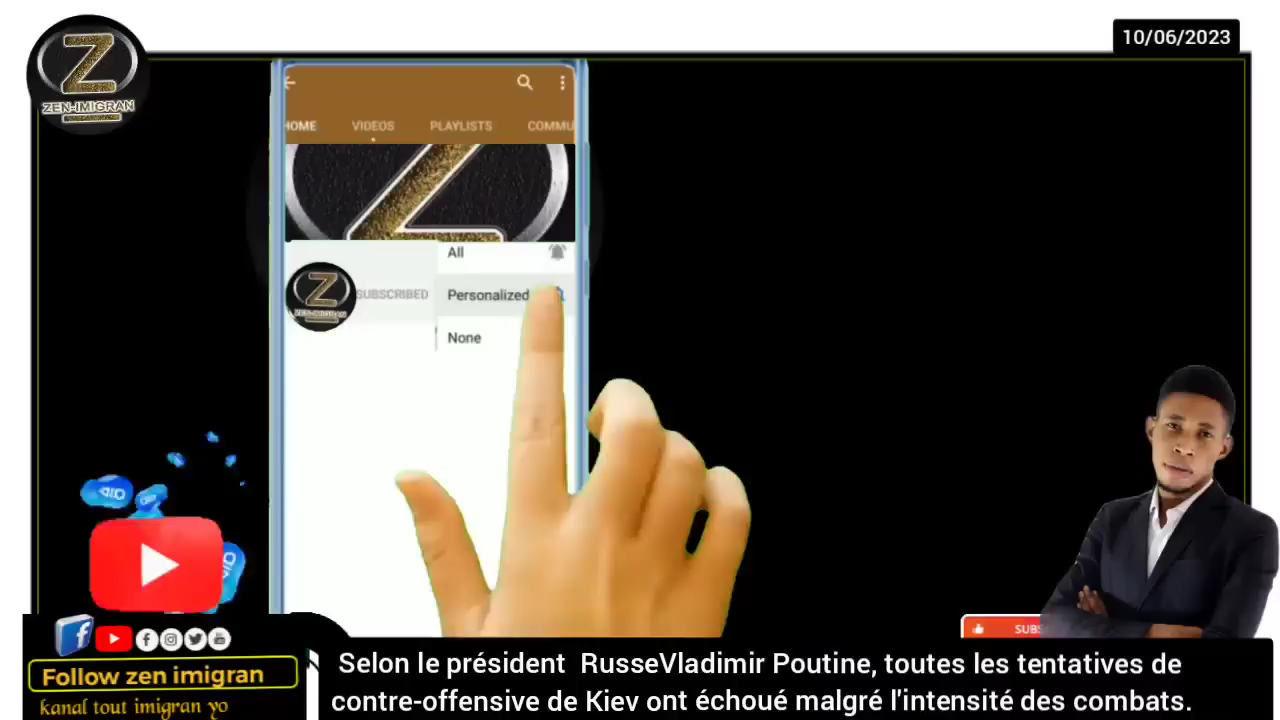 10/06/2023
Z
ZEN-IMIGRAN
HOME VIDEOS PLAYLISTS COMMU
All
SUBSCRIBED Personalized
None
SUBS
Follow zen imigran
kanal tout imigran yo
Selon le président RusseVladimir Poutine, toutes les tentatives de
contre-offensive de Kiev ont échoué malgré l'intensité des combats.